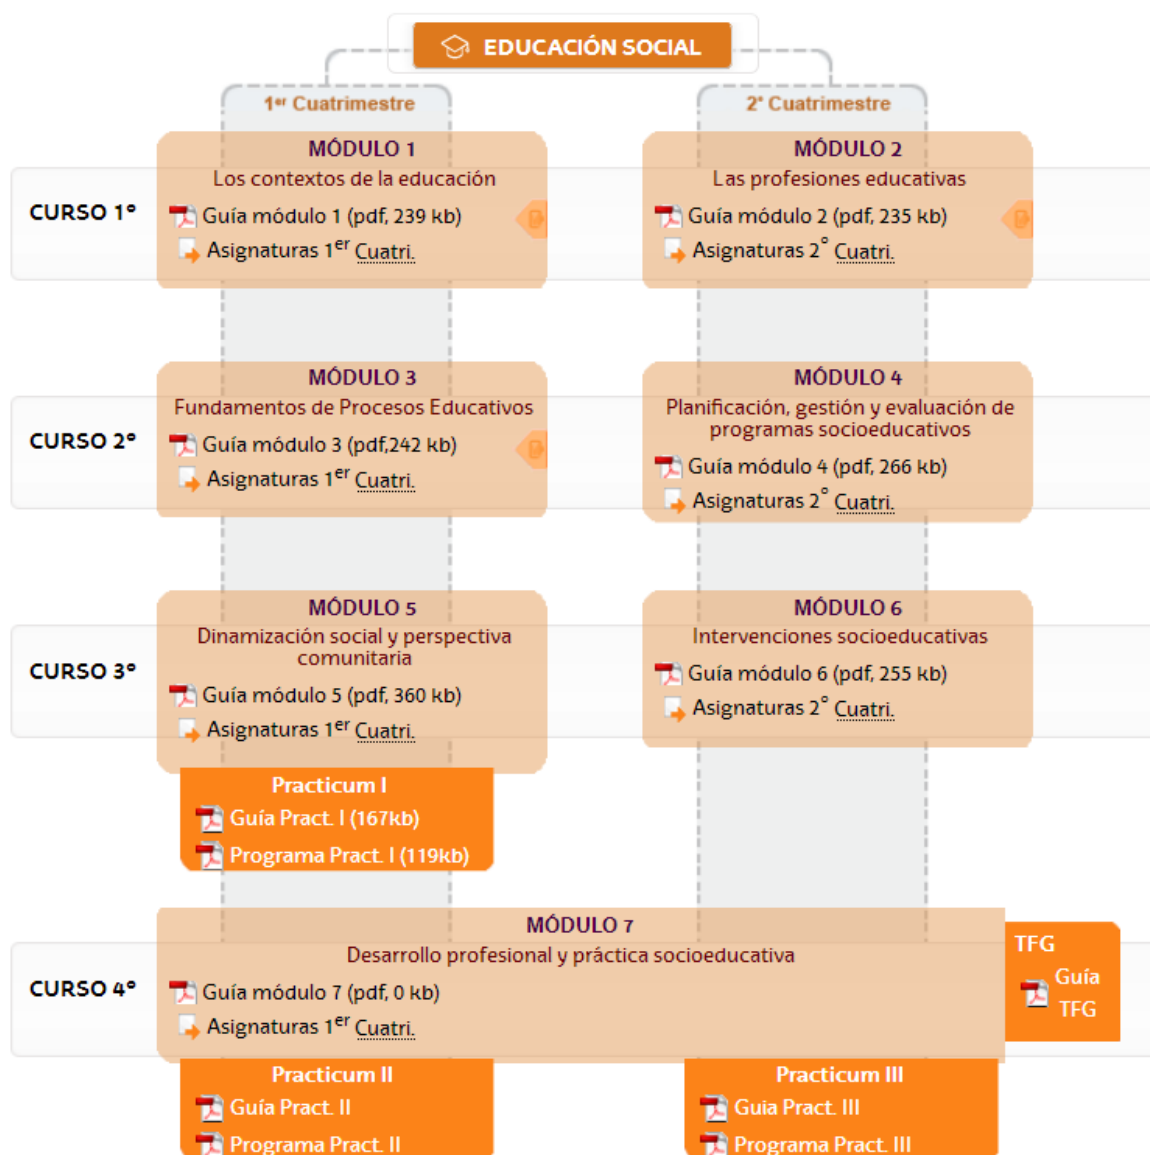 EDUCACIÓN SOCIAL
1er Cuatrimestre
2º Cuatrimestre
CURSO 1º
MÓDULO 1
Los contextos de la educación
Guía módulo 1 (pdf, 239 kb)
Asignaturas 1er Cuatri.
MÓDULO 2
Las profesiones educativas
Guía módulo 2 (pdf, 235 kb)
Asignaturas 2° Cuatri.
CURSO 2º
MÓDULO 3
Fundamentos de Procesos Educativos
Guía módulo 3 (pdf,242 kb)
Asignaturas 1er Cuatri.
MÓDULO 4
Planificación, gestión y evaluación de
programas socioeducativos
Guía módulo 4 (pdf, 266 kb)
Asignaturas 2° Cuatri.
CURSO 3º
MÓDULO 5
Dinamización social y perspectiva
comunitaria
Guía módulo 5 (pdf, 360 kb)
Asignaturas 1er Cuatri.
Practicum I
Guía Pract. I (167kb)
Programa Pract. I (119kb)
MÓDULO 6
Intervenciones socioeducativas
Guía módulo 6 (pdf, 255 kb)
Asignaturas 2° Cuatri.
CURSO 4º
MÓDULO 7
Desarrollo profesional y práctica socioeducativa
Guía módulo 7 (pdf, 0 kb)
Asignaturas 1er Cuatri.
TFG
Guía
TFG
Practicum II
Guía Pract. II
Programa Pract. II
Practicum III
Guia Pract. III
Programa Pract. III